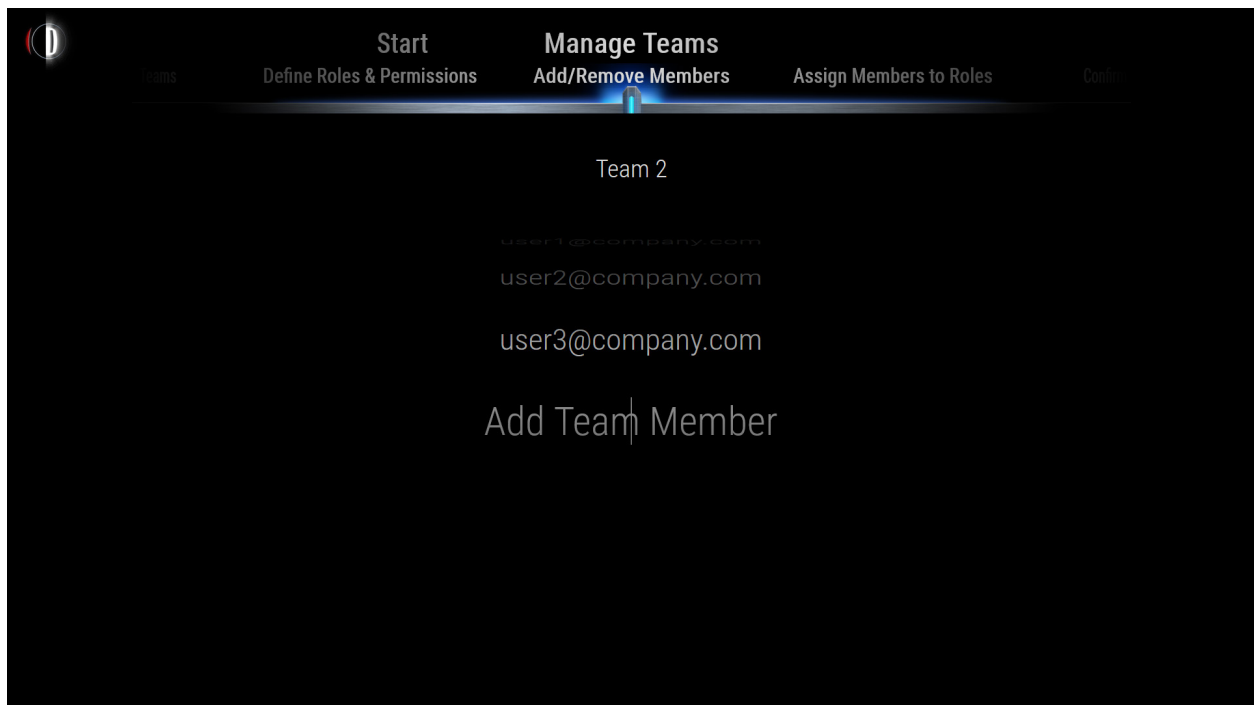 Start Manage Teams
Teams Define Roles & Permissions Add/Remove Members Assign Members to Roles
Team 2
user1@company.com
user2@company.com
user3@company.com
Add Team Member